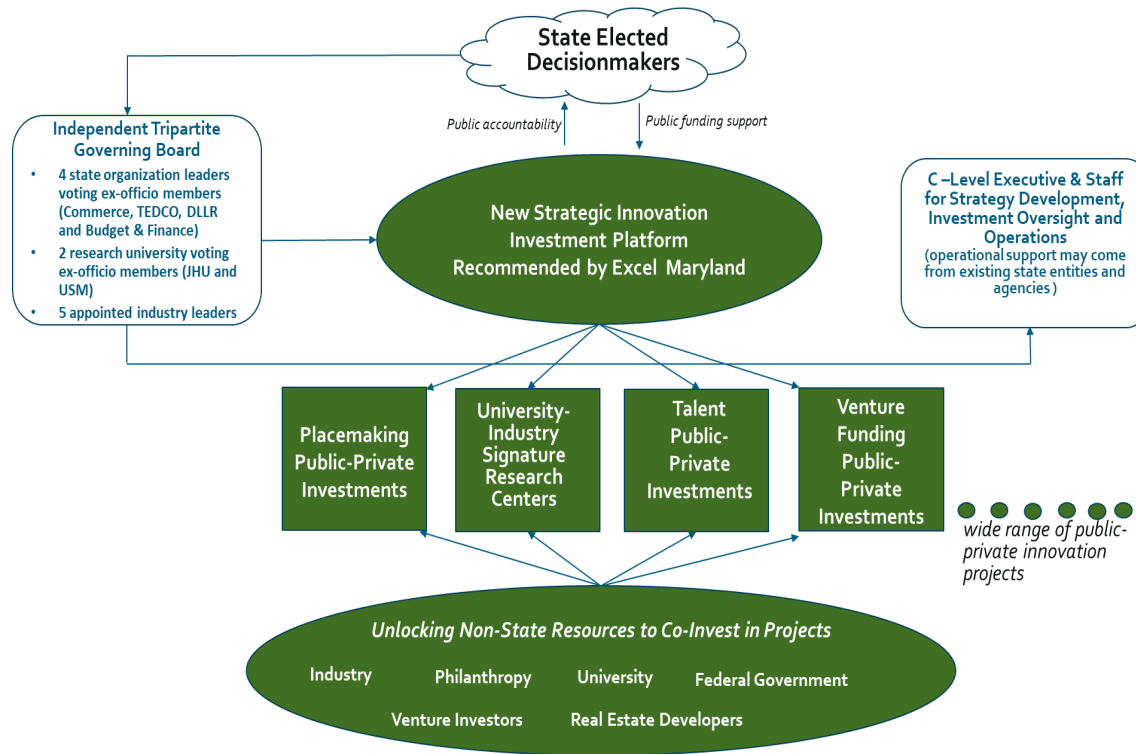 State Elected
Decisionmakers
Public accountability
Public funding support
Independent Tripartite
Governing Board
• 4 state organization leaders
voting ex-officio members
(Commerce, TEDCO, DLLR
and Budget & Finance)
• 2 research university voting
ex-officio members (JHU and
USM)
• 5 appointed industry leaders
New Strategic Innovation
Investment Platform
Recommended by Excel Maryland
C –Level Executive & Staff
for Strategy Development,
Investment Oversight and
Operations
(operational support may come
from existing state entities and
agencies )
Placemaking
Public-Private
Investments
University-
Industry
Signature
Research
Centers
Talent
Public-
Private
Investments
Venture
Funding
Public-
Private
Investments
wide range of public-
private innovation
projects
Unlocking Non-State Resources to Co-Invest in Projects
Industry
Philanthropy
University
Federal Government
Venture Investors
Real Estate Developers